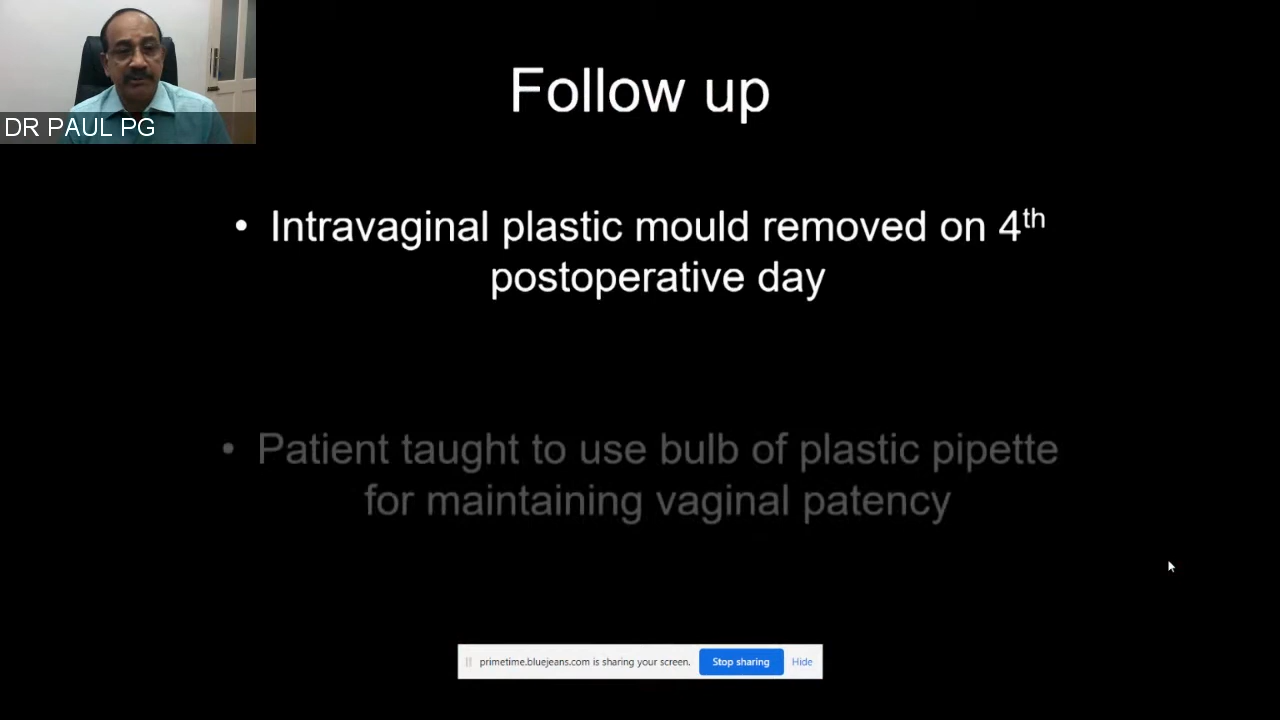 DR PAUL PG
Follow up
• Intravaginal plastic mould removed on 4th
postoperative day
• Patient taught to use bulb of plastic pipette
for maintaining vaginal patency
primetime.bluejeans.com is sharing your screen. Stop sharing Hide